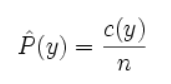 P̂(y) = c(y) / n